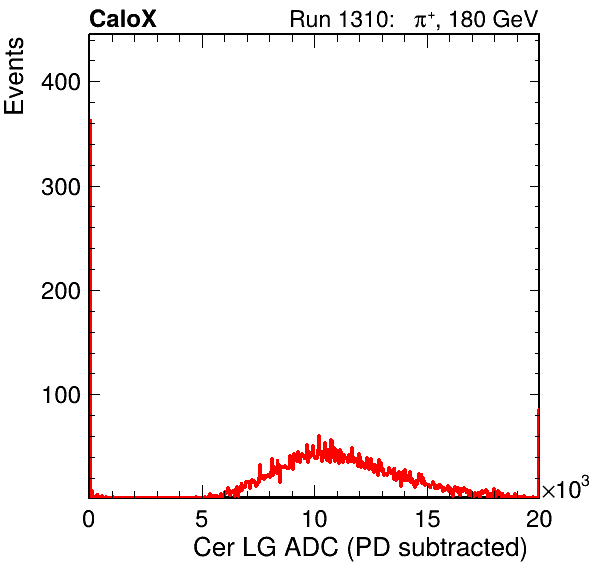 CaloX Run 1310: π⁺, 180 GeV
Events
400
300
200
100
0 5 10 15 20
×10³
Cer LG ADC (PD subtracted)